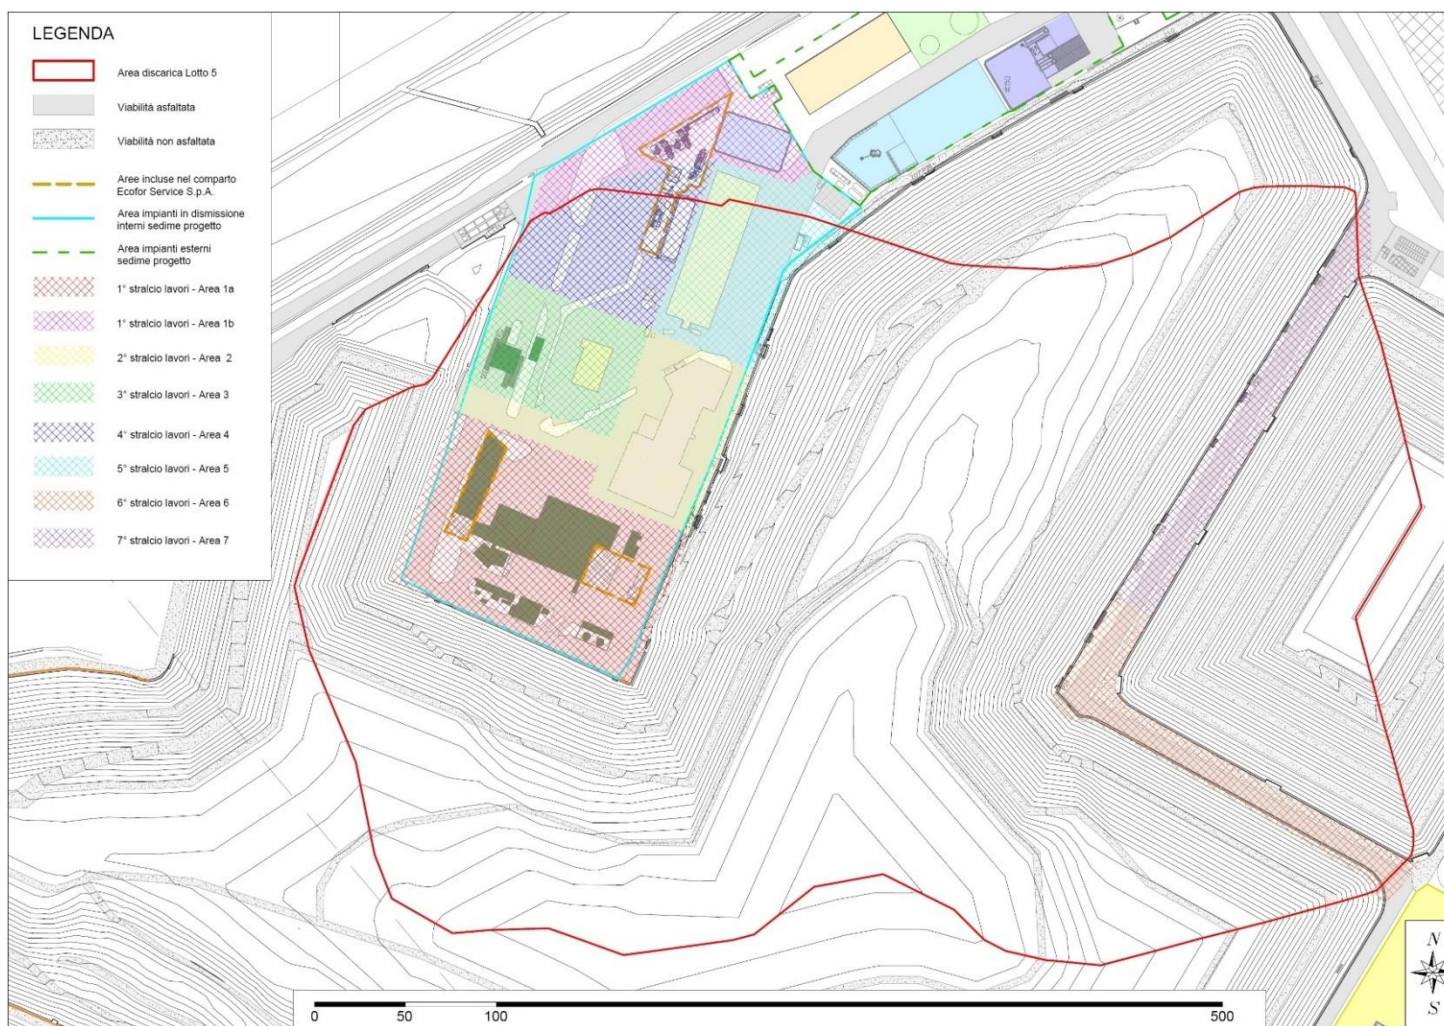 LEGENDA
Area discarica Lotto 5
Viabilità asfaltata
Viabilità non asfaltata
Aree incluse nel comparto
Ecofor Service S.p.A.
Area impianti in dismissione
interni sedime progetto
Area impianti esterni
sedime progetto
1° stralcio lavori - Area 1a
1° stralcio lavori - Area 1b
2° stralcio lavori - Area 2
3° stralcio lavori - Area 3
4° stralcio lavori - Area 4
5° stralcio lavori - Area 5
6° stralcio lavori - Area 6
7° stralcio lavori - Area 7
N
S
0 50 100 500